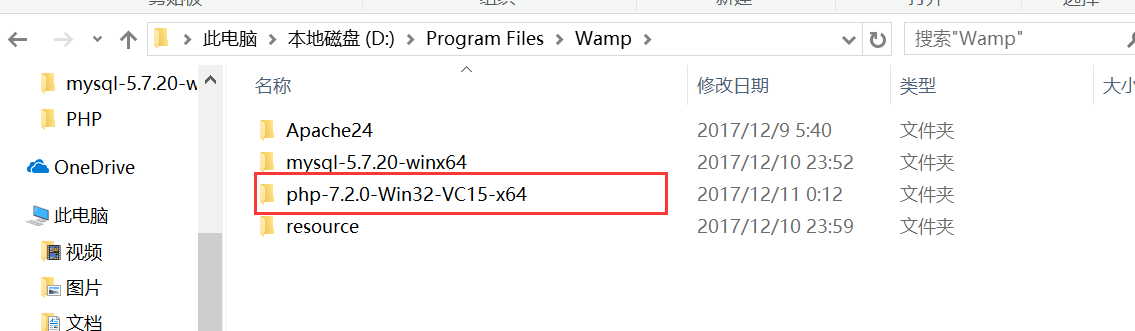 剪贴板 组织 新建 打开 选择
此电脑 本地磁盘 (D:) Program Files Wamp 搜索"Wamp"
mysql-5.7.20-w
PHP
OneDrive
此电脑
视频
图片
文档
名称 修改日期 类型 大小
Apache24 2017/12/9 5:40 文件夹
mysql-5.7.20-winx64 2017/12/10 23:52 文件夹
php-7.2.0-Win32-VC15-x64 2017/12/11 0:12 文件夹
resource 2017/12/10 23:59 文件夹